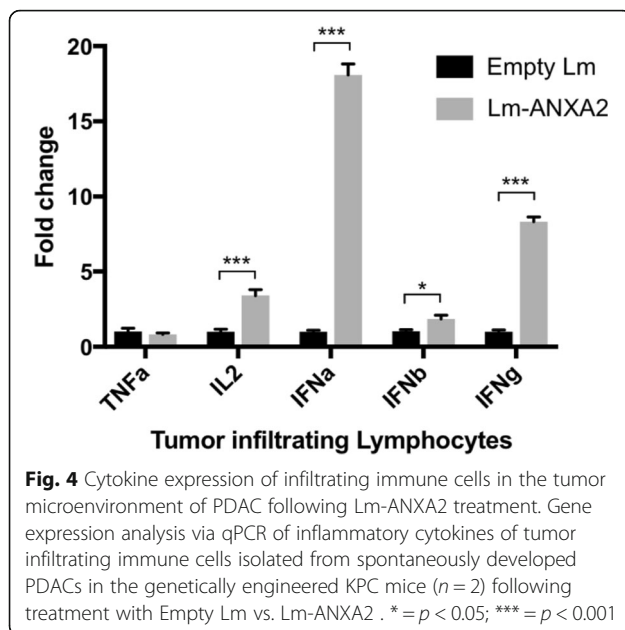 ***
20
Empty Lm
Lm-ANXA2
15
***
Fold change
10
***
5
*
0
TNFa
IL2
IFNa
IFNb
IFNg
Tumor infiltrating Lymphocytes
Fig. 4 Cytokine expression of infiltrating immune cells in the tumor
microenvironment of PDAC following Lm-ANXA2 treatment. Gene
expression analysis via qPCR of inflammatory cytokines of tumor
infiltrating immune cells isolated from spontaneously developed
PDACs in the genetically engineered KPC mice (n = 2) following
treatment with Empty Lm vs. Lm-ANXA2 . * = p < 0.05; *** = p < 0.001